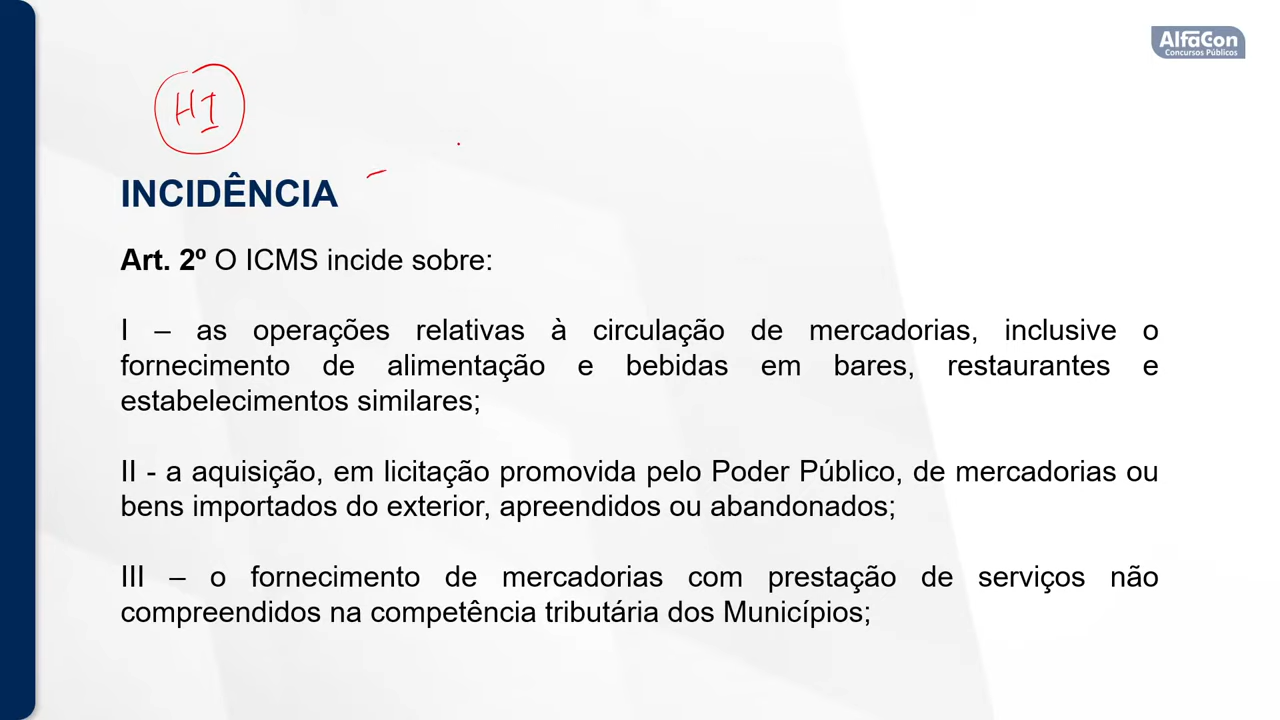 AlfaCon
Concursos Públicos
HI
INCIDÊNCIA
Art. 2º O ICMS incide sobre:
I – as operações relativas à circulação de mercadorias, inclusive o
fornecimento de alimentação e bebidas em bares, restaurantes e
estabelecimentos similares;
II - a aquisição, em licitação promovida pelo Poder Público, de mercadorias ou
bens importados do exterior, apreendidos ou abandonados;
III – o fornecimento de mercadorias com prestação de serviços não
compreendidos na competência tributária dos Municípios;